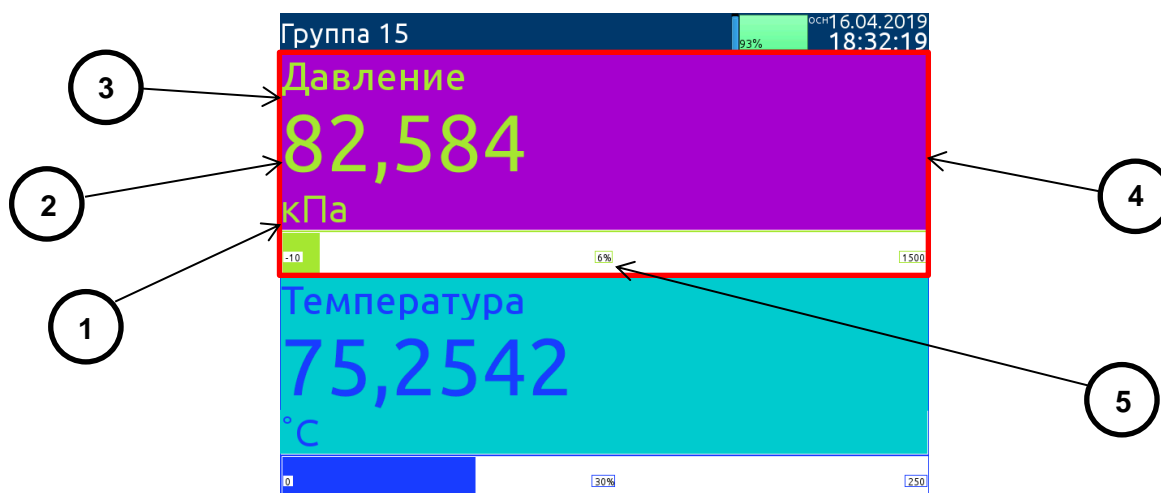 Группа 15
93%
осн 16.04.2019
18:32:19
3
Давление
82,584
2
4
кПа
-10 6% 1500
1
Температура
75,2542
5
°C
0 30% 250